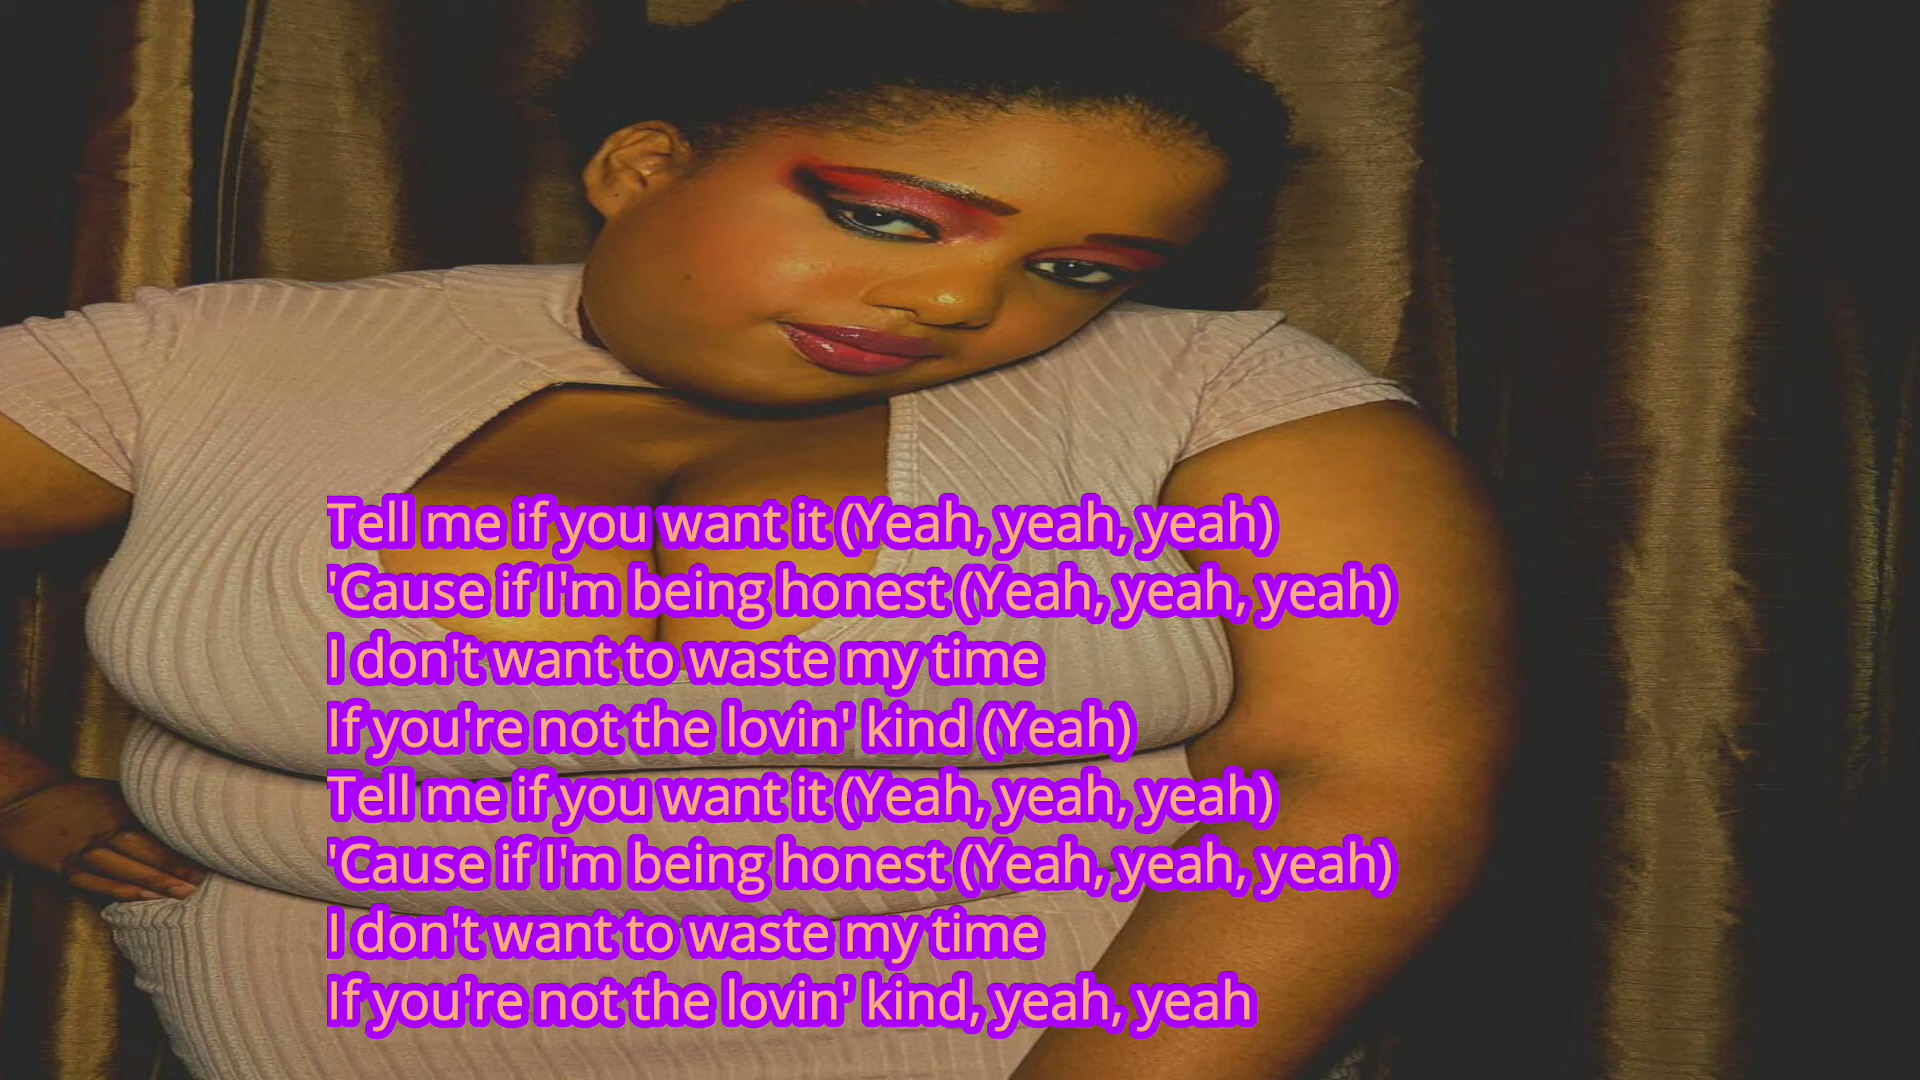 Tell me if you want it (Yeah, yeah, yeah)
'Cause if I'm being honest (Yeah, yeah, yeah)
I don't want to waste my time
If you're not the lovin' kind (Yeah)
Tell me if you want it (Yeah, yeah, yeah)
'Cause if I'm being honest (Yeah, yeah, yeah)
I don't want to waste my time
If you're not the lovin' kind, yeah, yeah